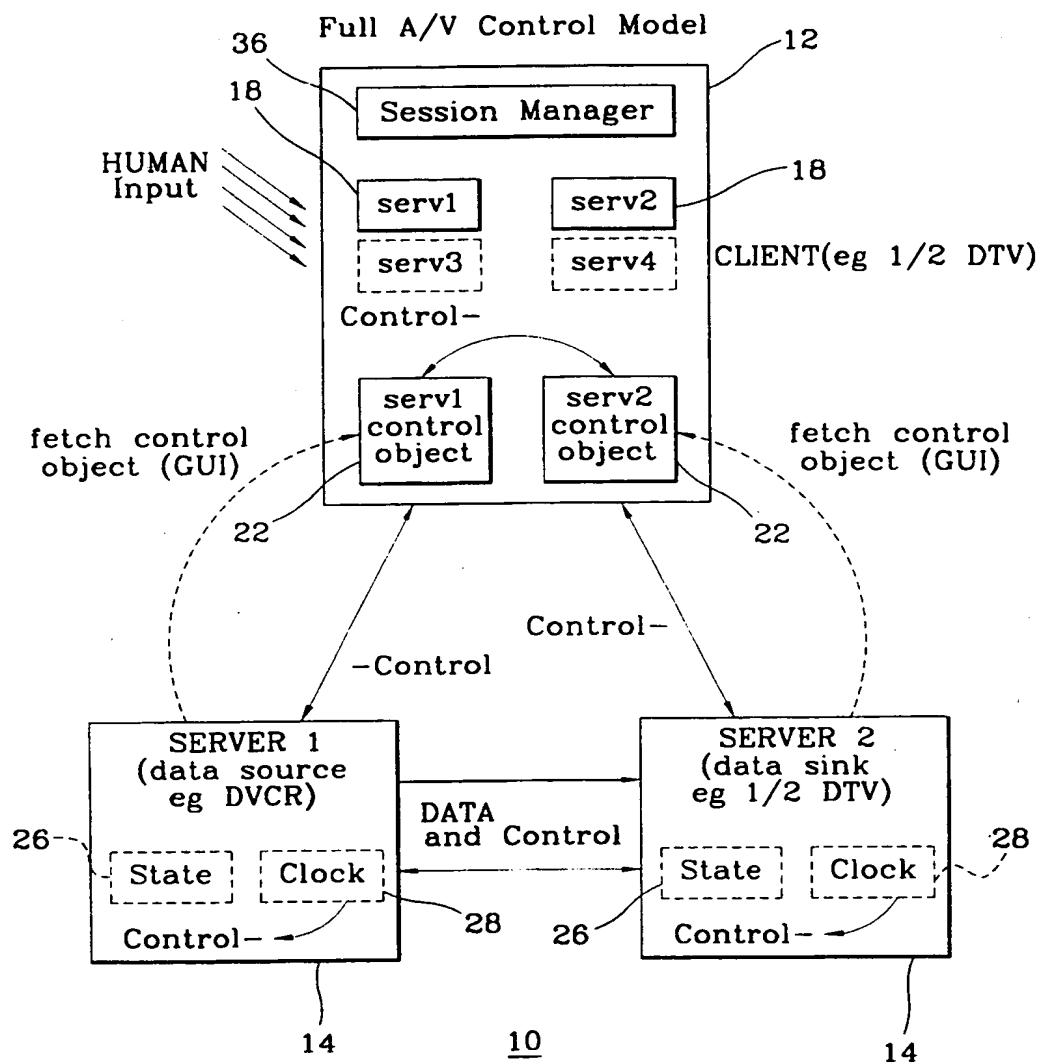 Full A/V Control Model
36
12
Session Manager
18
HUMAN
Input
serv1
serv2
18
serv3
serv4
CLIENT(eg 1/2 DTV)
Control-
serv1
control
object
serv2
control
object
fetch control
object (GUI)
fetch control
object (GUI)
22
22
Control-
-Control
SERVER 1
(data source
eg DVCR)
SERVER 2
(data sink
eg 1/2 DTV)
DATA
and Control
26
State
Clock
28
Control-
State
Clock
28
26
Control-
14
10
14